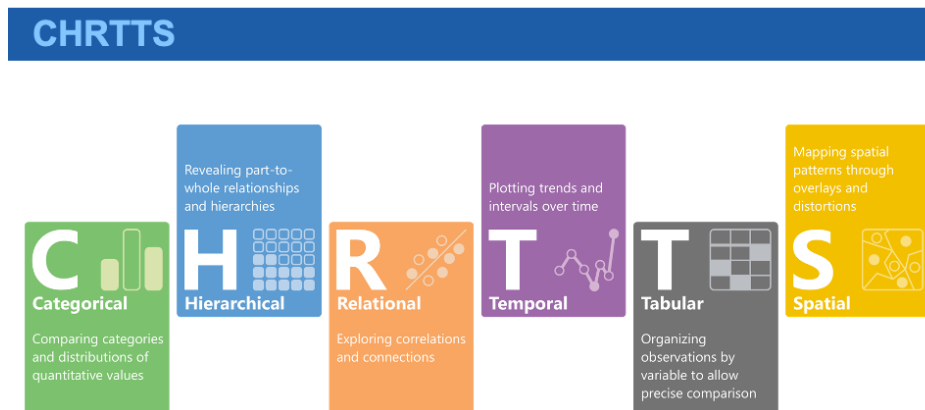 CHRTTS
C
Categorical
Comparing categories
and distributions of
quantitative values
Revealing part-to-
whole relationships
and hierarchies
H
Hierarchical
R
Relational
Exploring correlations
and connections
Plotting trends and
intervals over time
T
Temporal
T
Tabular
Organizing
observations by
variable to allow
precise comparison
Mapping spatial
patterns through
overlays and
distortions
S
Spatial